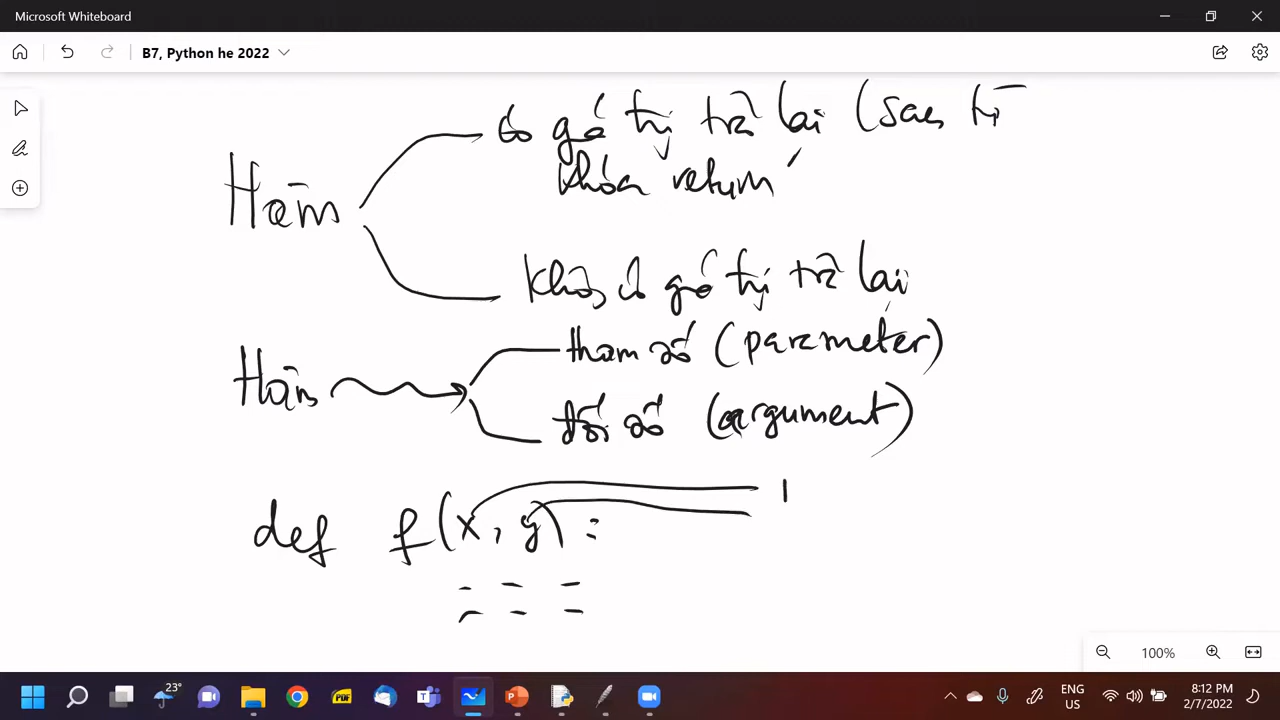 Microsoft Whiteboard
B7, Python he 2022
Hàm
có giá trị trả lại (sau từ
khóa return
không có giá trị trả lại
Hàm
tham số (parameter)
đối số (argument)
def f(x, y) :
100%
23°
PDF
ENG
US
8:12 PM
2/7/2022